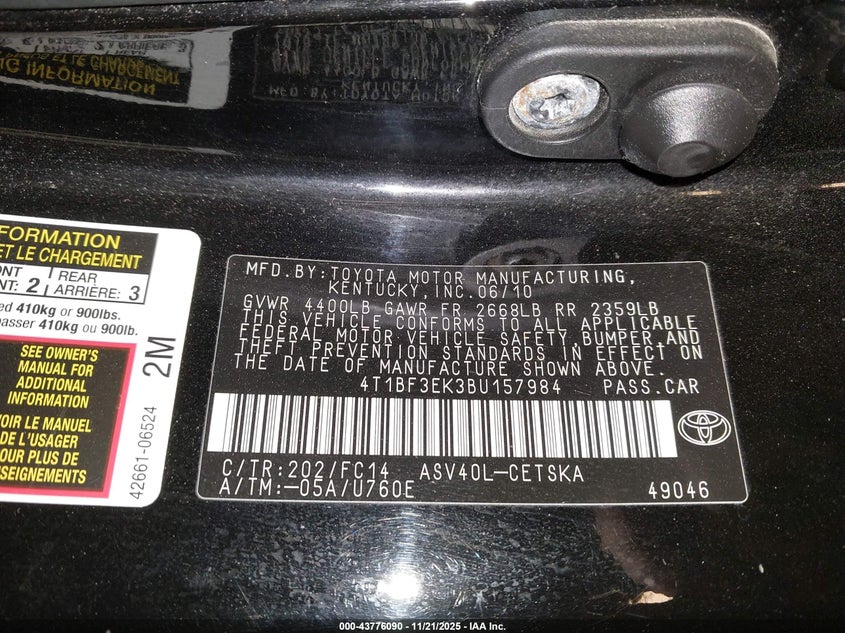 FORMATION
ET LE CHARGEMENT
ONT
NT: 2
REAR
ARRIÈRE: 3
ed 410kg or 900lbs.
passer 410kg ou 900lb.
SEE OWNER'S
MANUAL FOR
ADDITIONAL
INFORMATION
OIR LE MANUEL
DE L'USAGER
OUR PLUS DE
SEIGNEMENTS
2M
42661-06524
MFD.BY:TOYOTA MOTOR MANUFACTURING,
KENTUCKY,INC.06/10
GVWR 4400LB GAWR FR 2668LB RR 2359LB
THIS VEHICLE CONFORMS TO ALL APPLICABLE
FEDERAL MOTOR VEHICLE SAFETY,BUMPER,AND
THEFT PREVENTION STANDARDS IN EFFECT ON
THE DATE OF MANUFACTURE SHOWN ABOVE.
4T1BF3EK3BU157984 PASS.CAR
C/TR:202/FC14 ASV40L-CETSKA
A/TM:-05A/U760E
49046
000-43776090 - 11/21/2025 - IAA Inc.